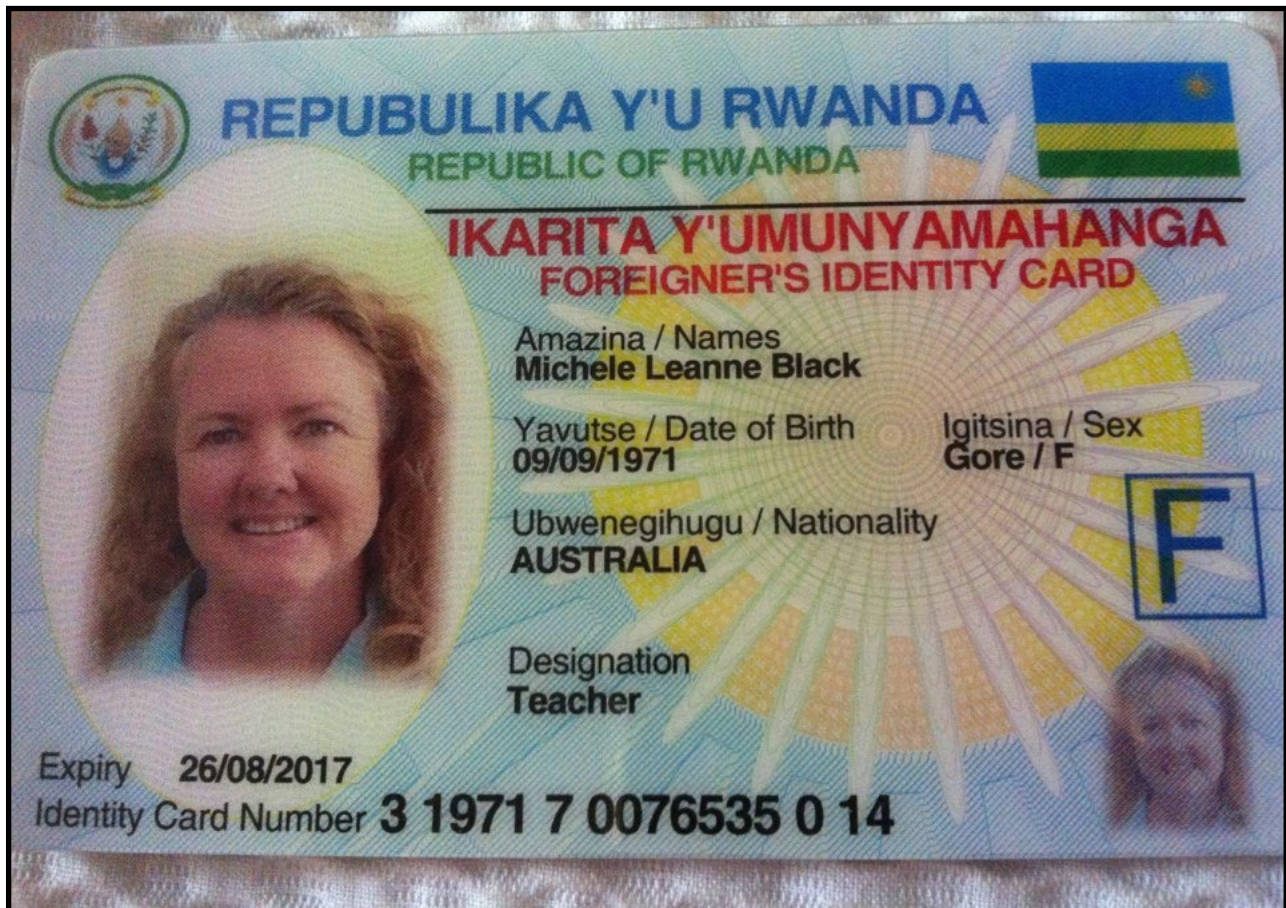 REPUBULIKA Y'U RWANDA
REPUBLIC OF RWANDA
IKARITA Y'UMUNYAMAHANGA
FOREIGNER'S IDENTITY CARD
Amazina / Names
Michele Leanne Black
Yavutse / Date of Birth
09/09/1971
Igitsina / Sex
Gore / F
Ubwenegihugu / Nationality
AUSTRALIA
F
Designation
Teacher
Expiry 26/08/2017
Identity Card Number 3 1971 7 0076535 0 14